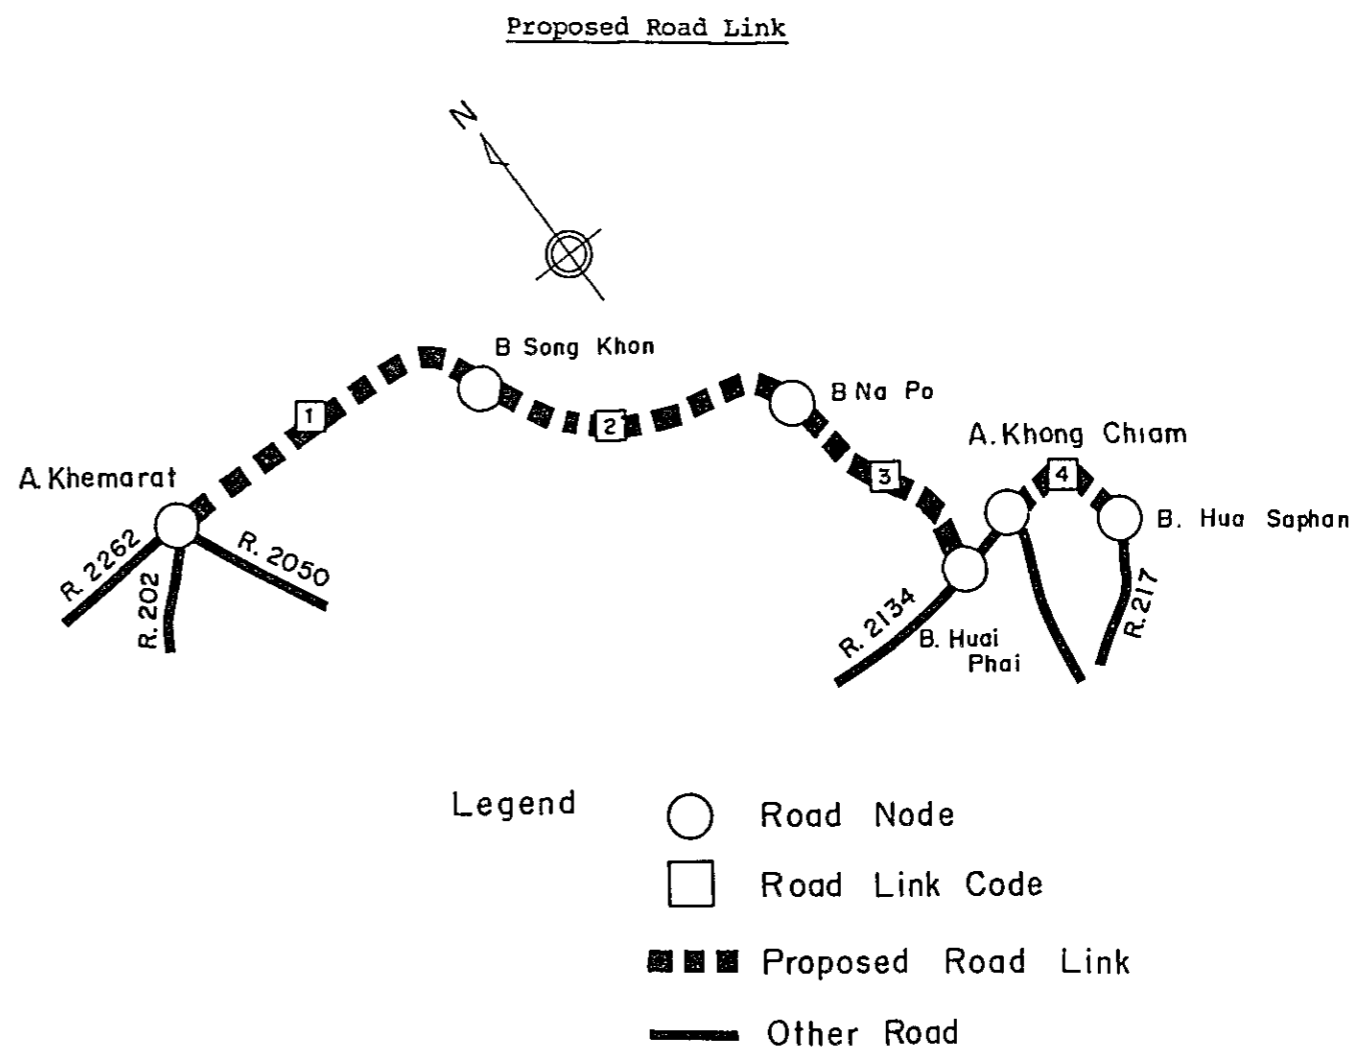 Proposed Road Link
N
B Song Khon
B Na Po
A. Khong Chiam
1
2
3
4
A. Khemarat
B. Hua Saphan
R. 2262
R. 202
R. 2050
R. 2134
B. Huai
Phai
R. 217
Legend
Road Node
Road Link Code
Proposed Road Link
Other Road